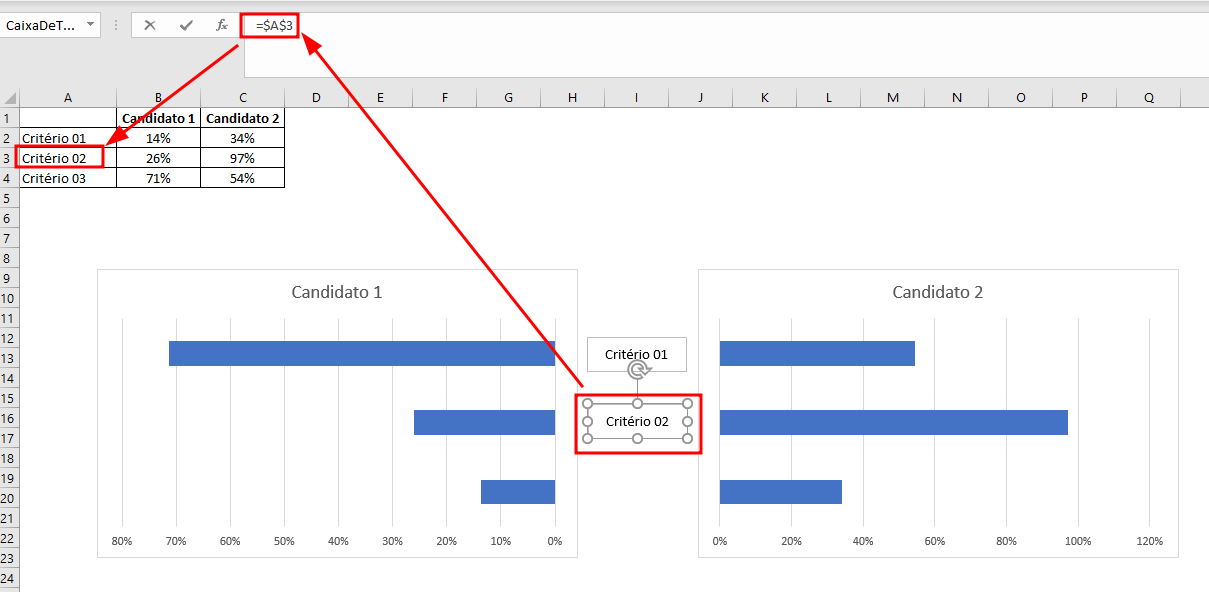 CaixaDeT... fx =$A$3
A B C D E F G H I J K L M N O P Q
1 Candidato 1 Candidato 2
2 Critério 01 14% 34%
3 Critério 02 26% 97%
4 Critério 03 71% 54%
5
6
7
8
9
10
11
12
13
14
15
16
17
18
19
20
21
22
23
24
Candidato 1
80% 70% 60% 50% 40% 30% 20% 10% 0%
Critério 01
Critério 02
Candidato 2
0% 20% 40% 60% 80% 100% 120%